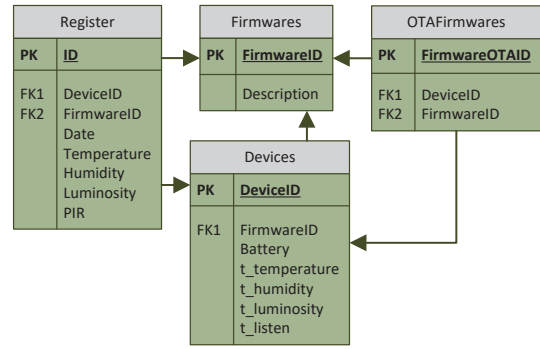 Register
PK ID
FK1 DeviceID
FK2 FirmwareID
Date
Temperature
Humidity
Luminosity
PIR
Firmwares
PK FirmwareID
Description
OTAFirmwares
PK FirmwareOTAID
FK1 DeviceID
FK2 FirmwareID
Devices
PK DeviceID
FK1 FirmwareID
Battery
t_temperature
t_humidity
t_luminosity
t_listen